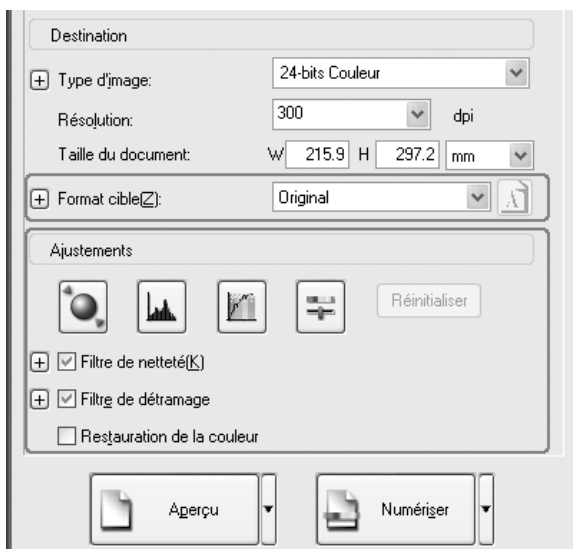 Destination
Type d'image: 24-bits Couleur
Résolution: 300 dpi
Taille du document: W 215.9 H 297.2 mm
Format cible(Z): Original A
Ajustements
Réinitialiser
Filtre de netteté(K)
Filtre de détramage
Restauration de la couleur
Aperçu Numériser